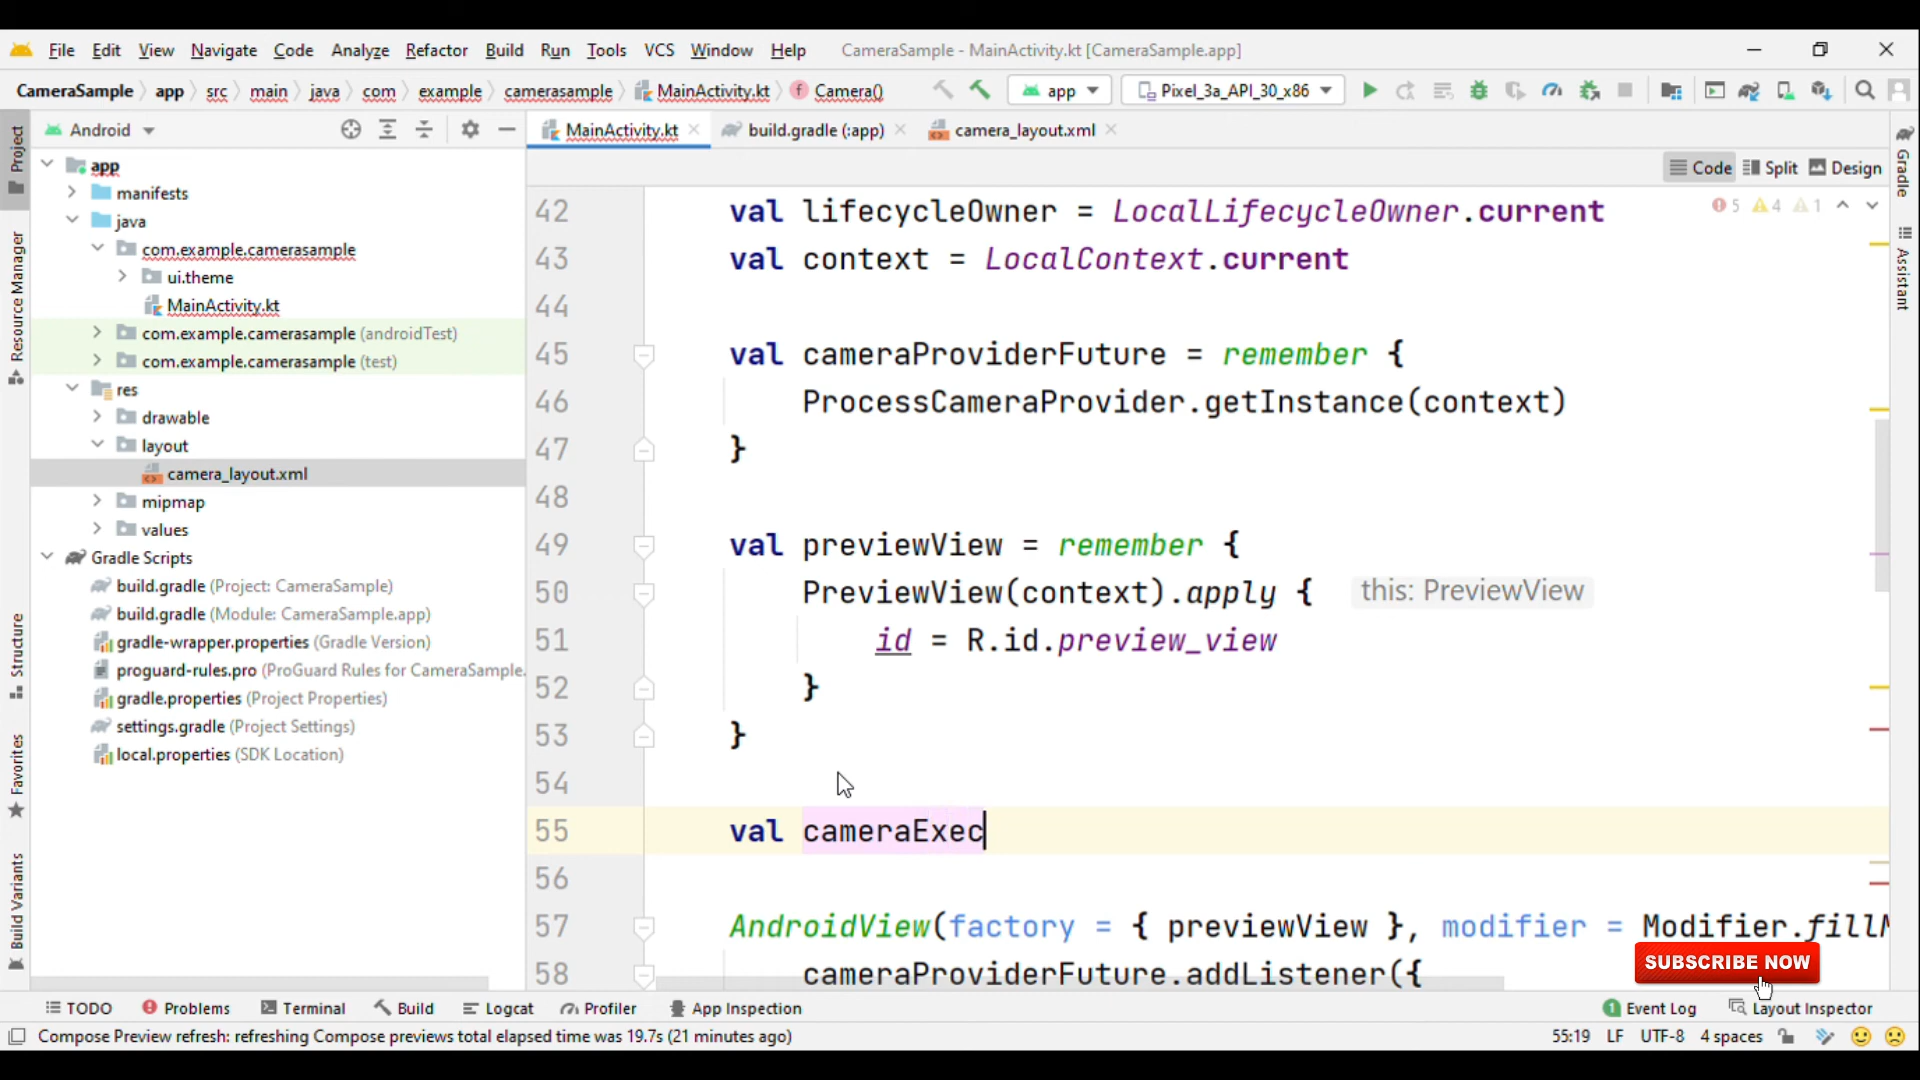 File Edit View Navigate Code Analyze Refactor Build Run Tools VCS Window Help CameraSample - MainActivity.kt [CameraSample.app]
CameraSample app src main java com example camerasample MainActivity.kt Camera() app Pixel_3a_API_30_x86
Android
MainActivity.kt build.gradle (:app) camera_layout.xml
Code Split Design
5 4 1
Project
Resource Manager
Structure
Favorites
Build Variants
app
manifests
java
com.example.camerasample
ui.theme
MainActivity.kt
com.example.camerasample (androidTest)
com.example.camerasample (test)
res
drawable
layout
camera_layout.xml
mipmap
values
Gradle Scripts
build.gradle (Project: CameraSample)
build.gradle (Module: CameraSample.app)
gradle-wrapper.properties (Gradle Version)
proguard-rules.pro (ProGuard Rules for CameraSample.
gradle.properties (Project Properties)
settings.gradle (Project Settings)
local.properties (SDK Location)
42 val lifecycleOwner = LocalLifecycleOwner.current
43 val context = LocalContext.current
44
45 val cameraProviderFuture = remember {
46 ProcessCameraProvider.getInstance(context)
47 }
48
49 val previewView = remember {
50 PreviewView(context).apply { this: PreviewView
51 id = R.id.preview_view
52 }
53 }
54
55 val cameraExec
56
57 AndroidView(factory = { previewView }, modifier = Modifier.fill
58 cameraProviderFuture.addListener({
SUBSCRIBE NOW
Gradle
Assistant
TODO Problems Terminal Build Logcat Profiler App Inspection 1 Event Log Layout Inspector
Compose Preview refresh: refreshing Compose previews total elapsed time was 19.7s (21 minutes ago) 55:19 LF UTF-8 4 spaces